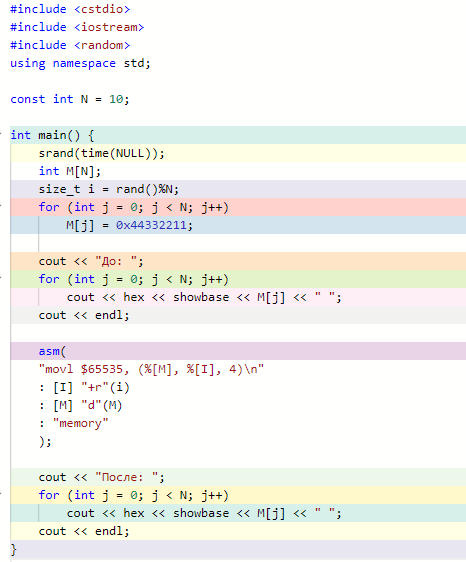 #include <cstdio>
#include <iostream>
#include <random>
using namespace std;
const int N = 10;
int main() {
srand(time(NULL));
int M[N];
size_t i = rand()%N;
for (int j = 0; j < N; j++)
M[j] = 0x44332211;
cout << "До: ";
for (int j = 0; j < N; j++)
cout << hex << showbase << M[j] << " ";
cout << endl;
asm(
"movl $65535, (%[M], %[I], 4)\n"
: [I] "+r"(i)
: [M] "d"(M)
: "memory"
);
cout << "После: ";
for (int j = 0; j < N; j++)
cout << hex << showbase << M[j] << " ";
cout << endl;
}